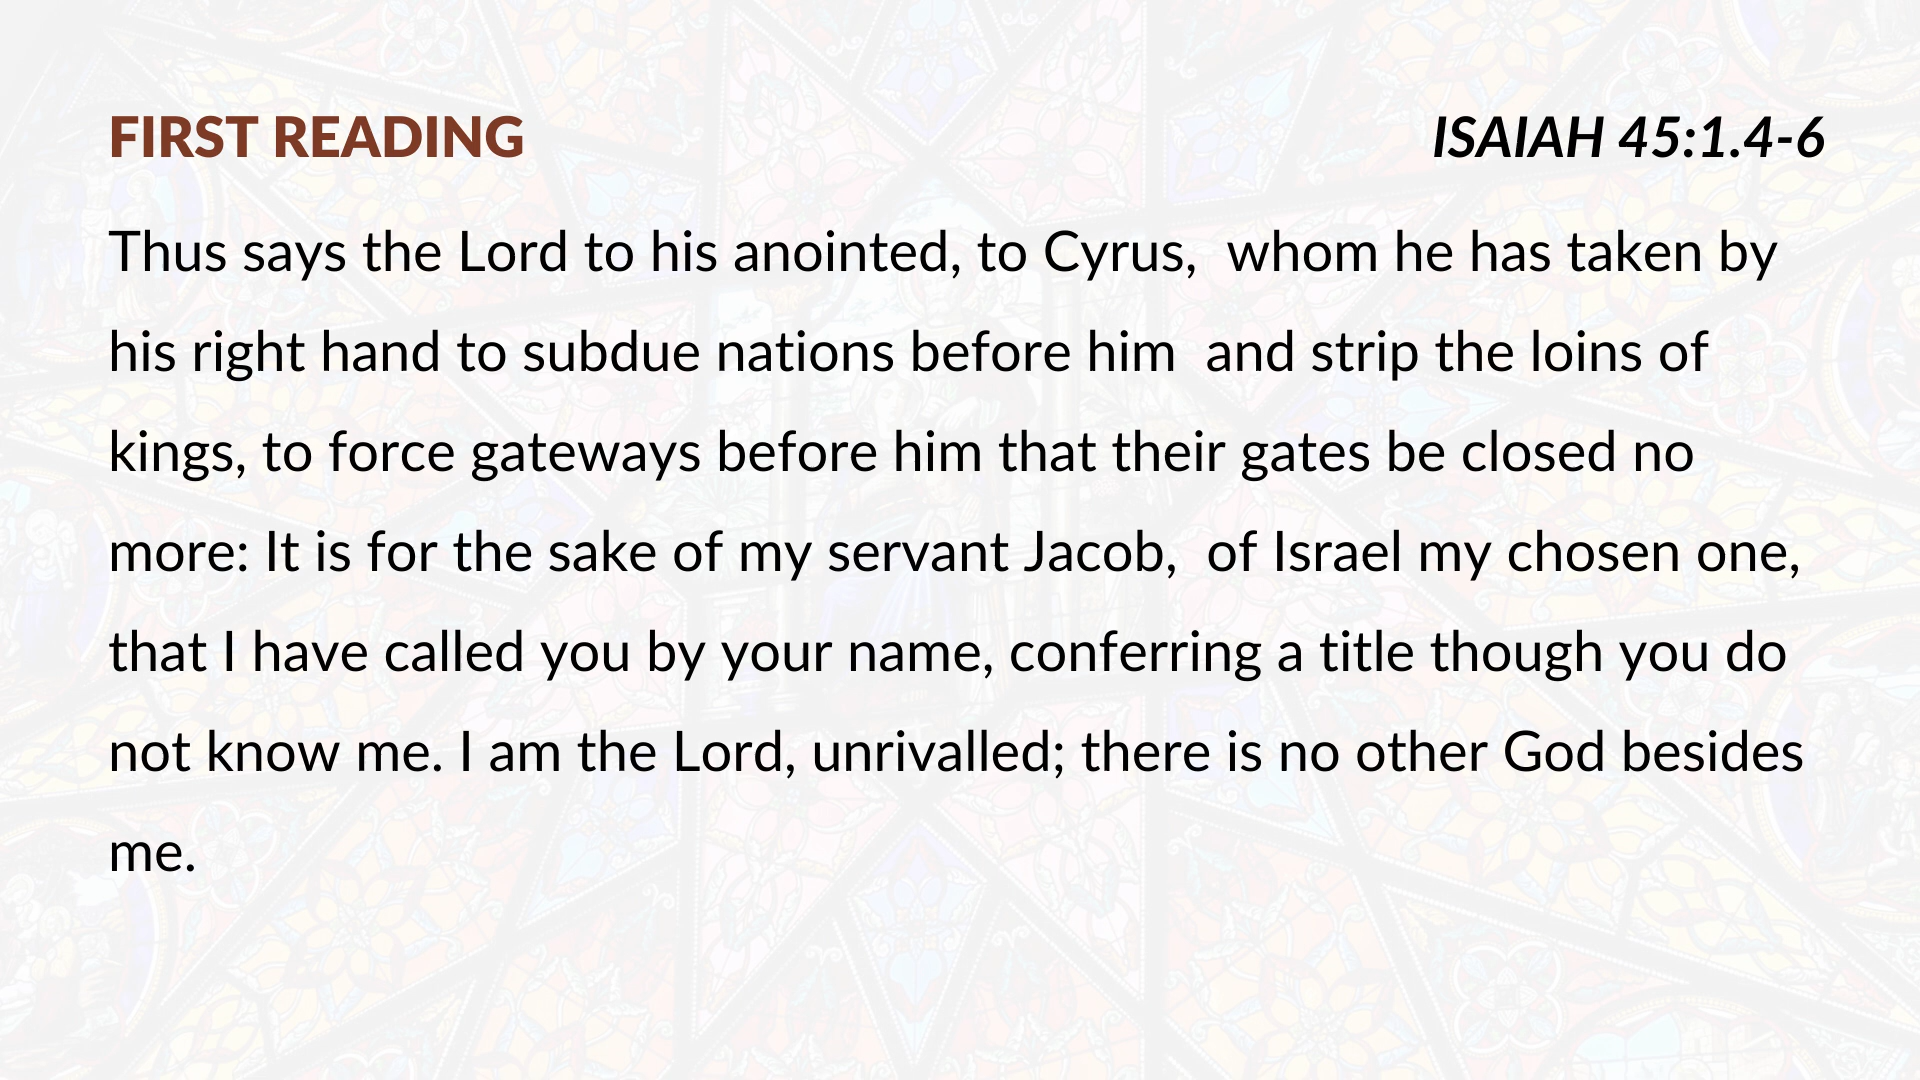 FIRST READING ISAIAH 45:1.4-6
Thus says the Lord to his anointed, to Cyrus,  whom he has taken by
his right hand to subdue nations before him  and strip the loins of
kings, to force gateways before him that their gates be closed no
more: It is for the sake of my servant Jacob,  of Israel my chosen one,
that I have called you by your name, conferring a title though you do
not know me. I am the Lord, unrivalled; there is no other God besides
me.